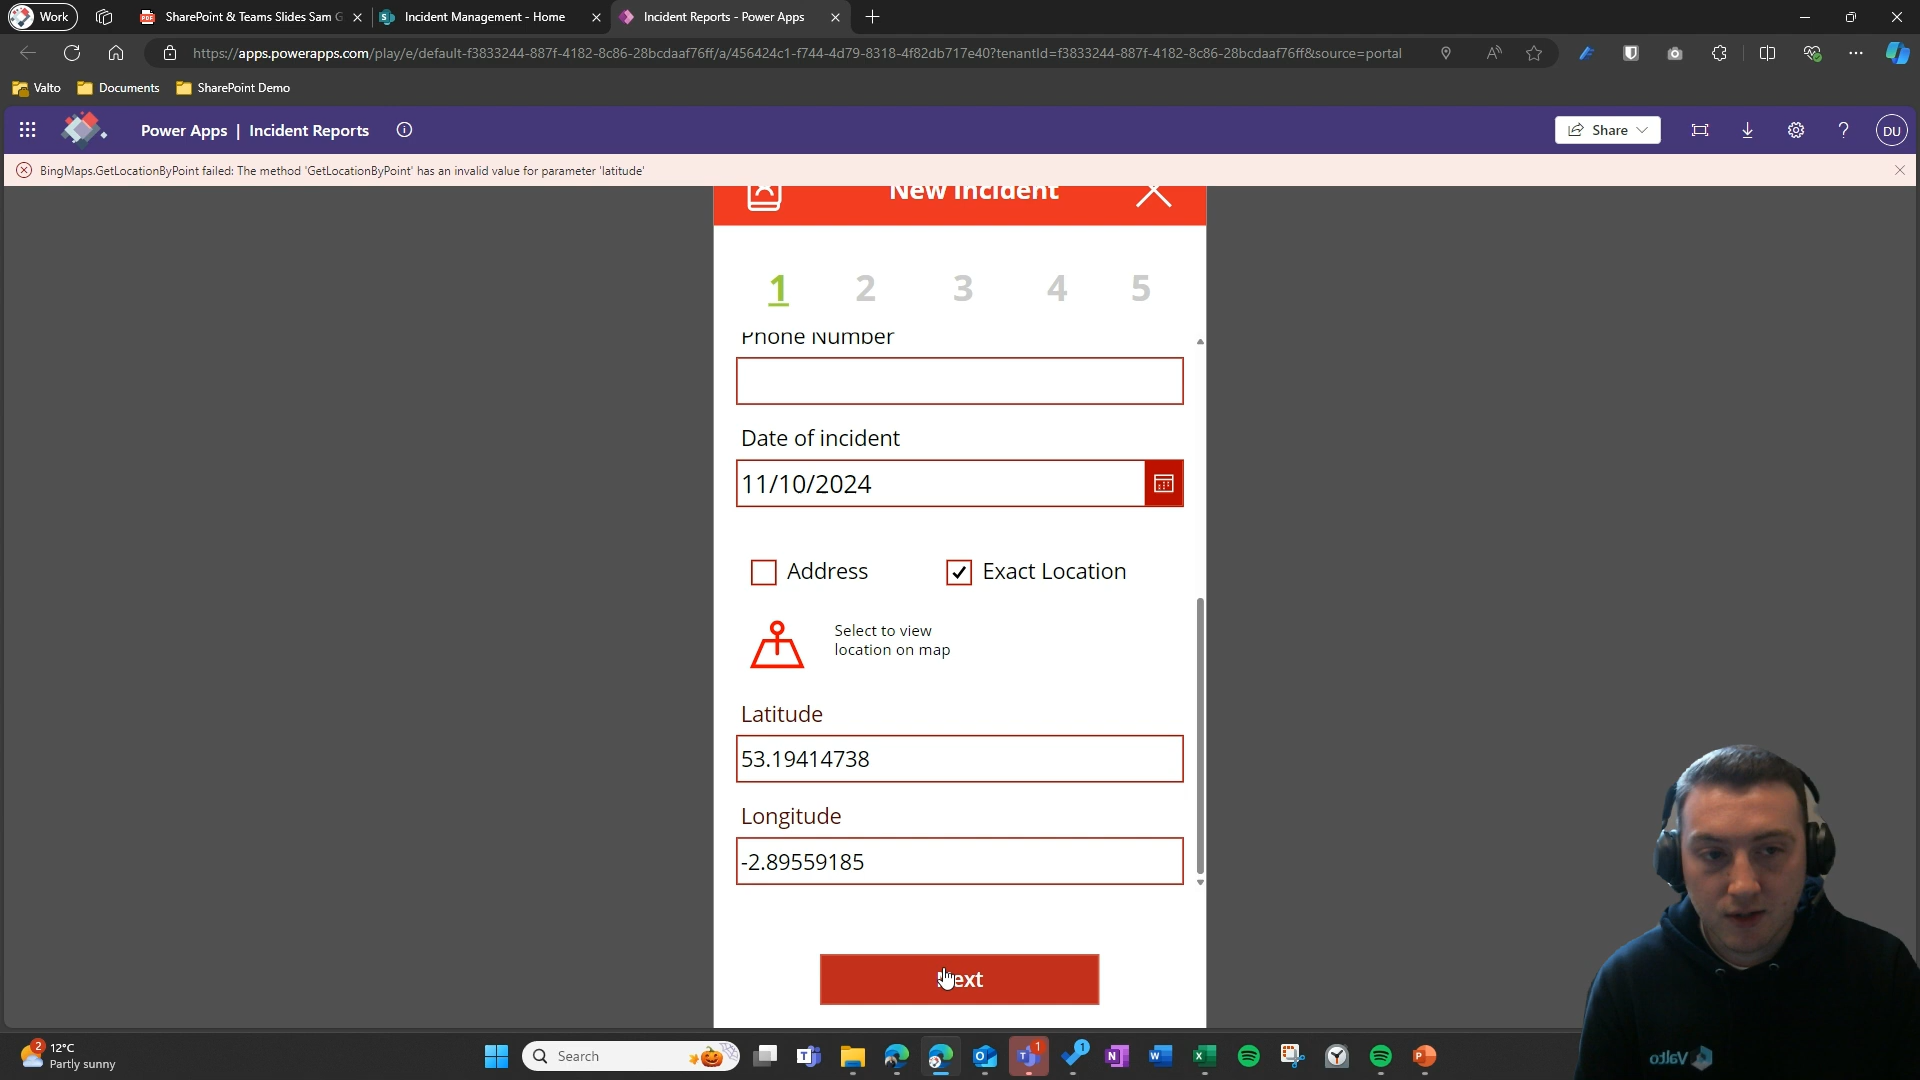 Work
SharePoint & Teams Slides Sam G
Incident Management - Home
Incident Reports - Power Apps
https://apps.powerapps.com/play/e/default-f3833244-887f-4182-8c86-28bcdaaf76ff/a/456424c1-f744-4d79-8318-4f82db717e40?tenantId=f3833244-887f-4182-8c86-28bcdaaf76ff&source=portal
Valto
Documents
SharePoint Demo
Power Apps | Incident Reports
Share
DU
BingMaps.GetLocationByPoint failed: The method 'GetLocationByPoint' has an invalid value for parameter 'latitude'
New Incident
1 2 3 4 5
Phone Number
Date of incident
11/10/2024
Address
Exact Location
Select to view
location on map
Latitude
53.19414738
Longitude
-2.89559185
Next
2
12°C
Partly sunny
Search
1
1
Valto